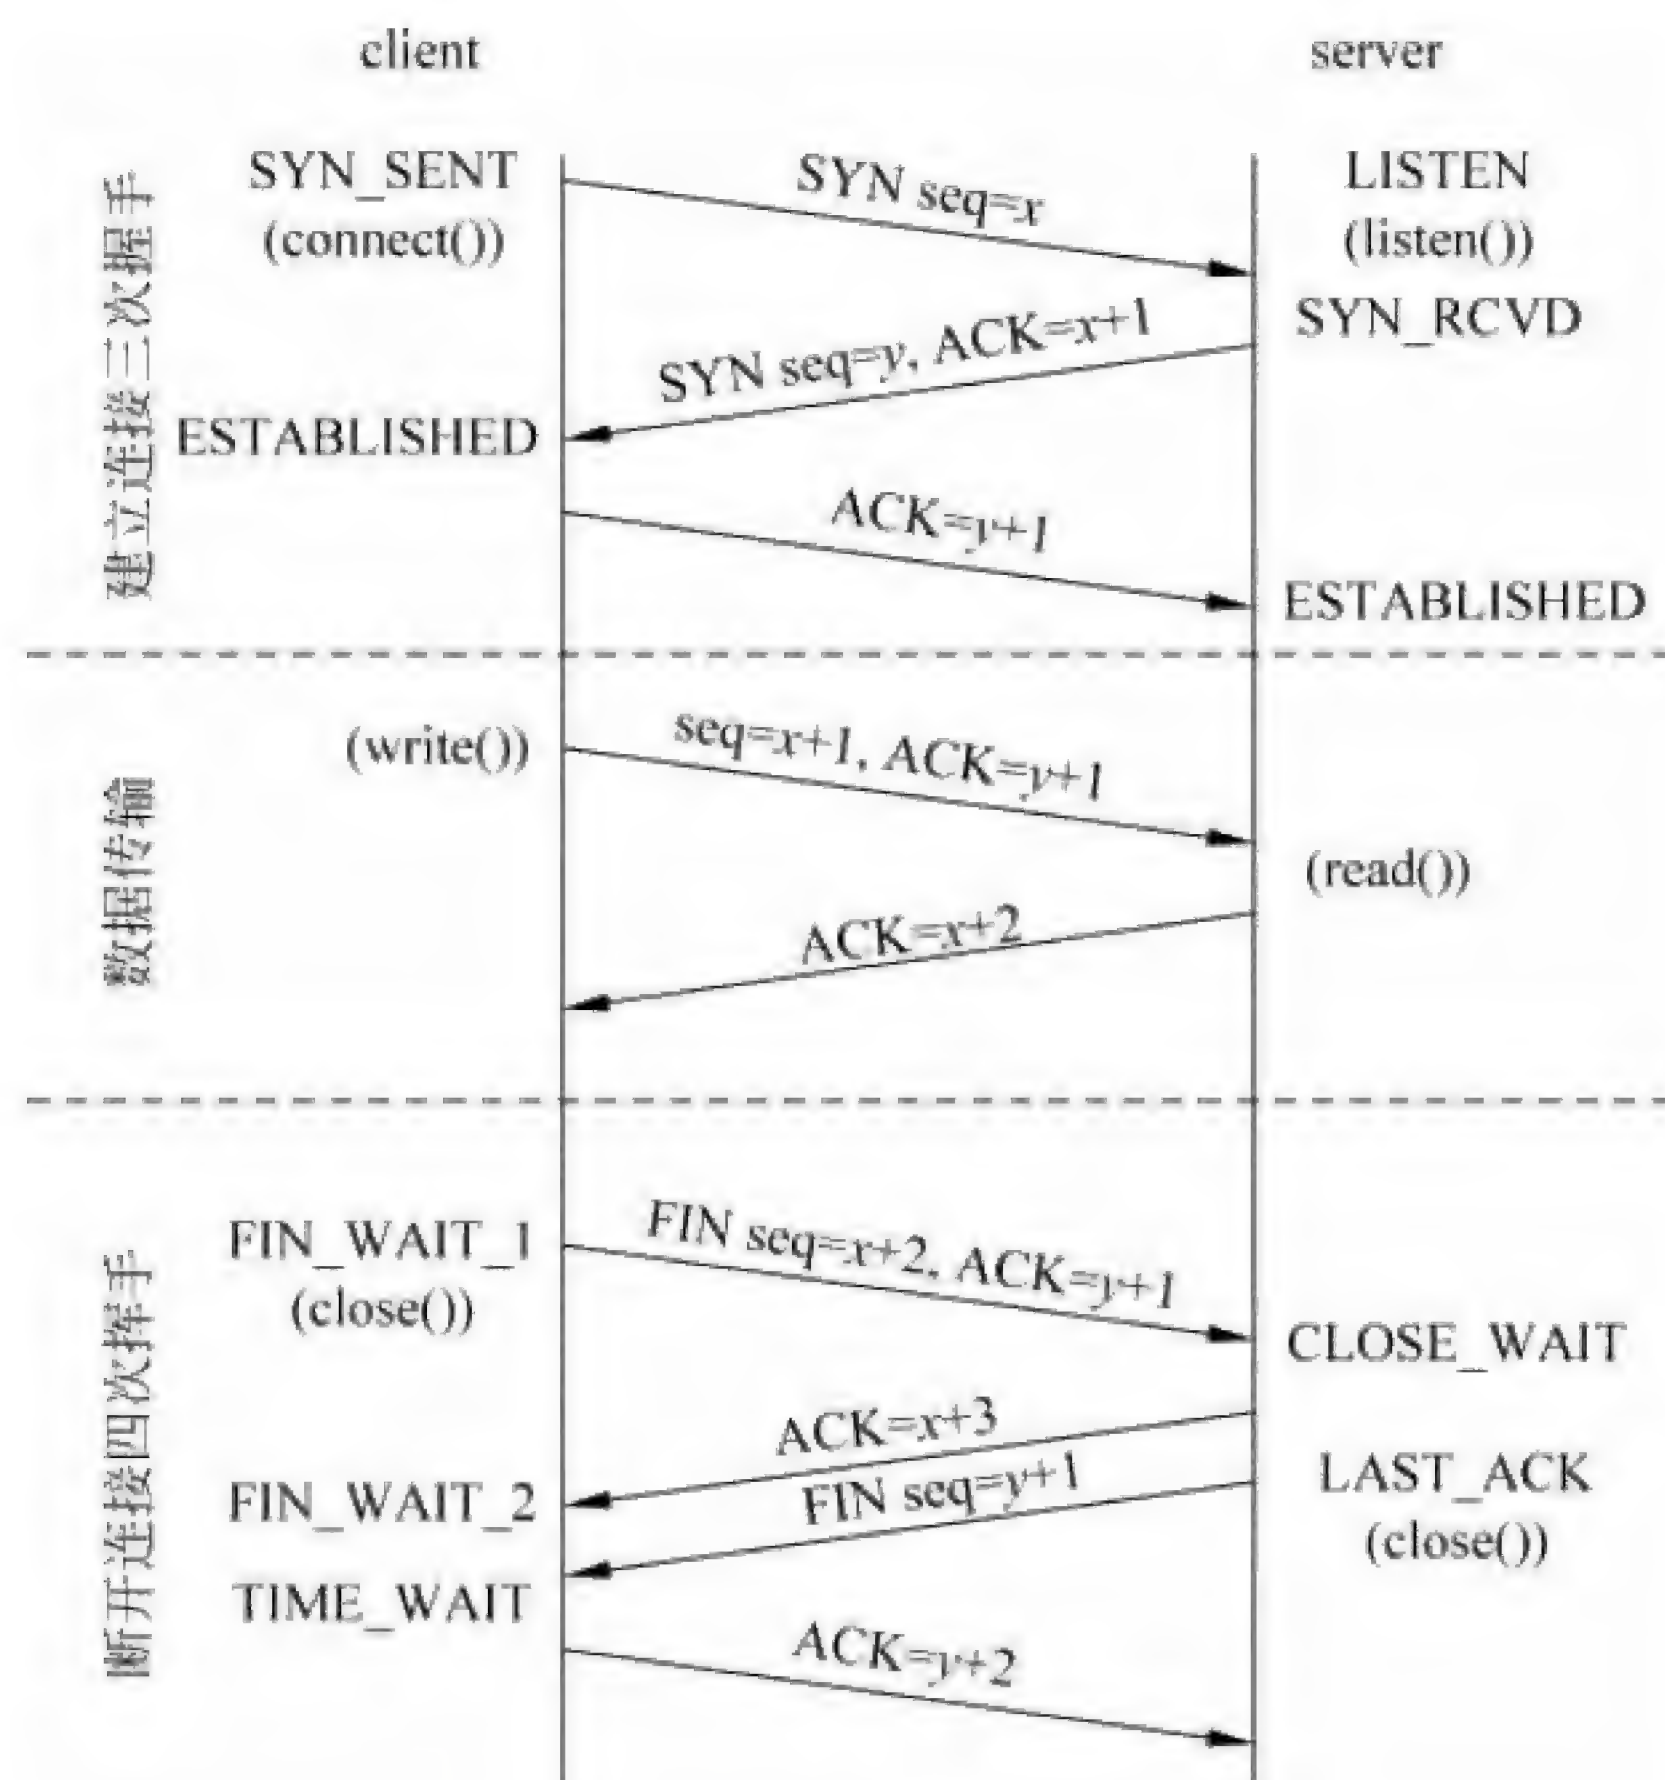 client
server
建立连接三次握手
SYN_SENT
(connect())
SYN seq=x
LISTEN
(listen())
SYN_RCVD
SYN seq=y, ACK=x+1
ESTABLISHED
ACK=y+1
ESTABLISHED
数据传输
(write())
seq=x+1, ACK=y+1
(read())
ACK=x+2
断开连接四次挥手
FIN_WAIT_1
(close())
FIN seq=x+2, ACK=y+1
CLOSE_WAIT
ACK=x+3
FIN_WAIT_2
FIN seq=y+1
LAST_ACK
(close())
TIME_WAIT
ACK=y+2